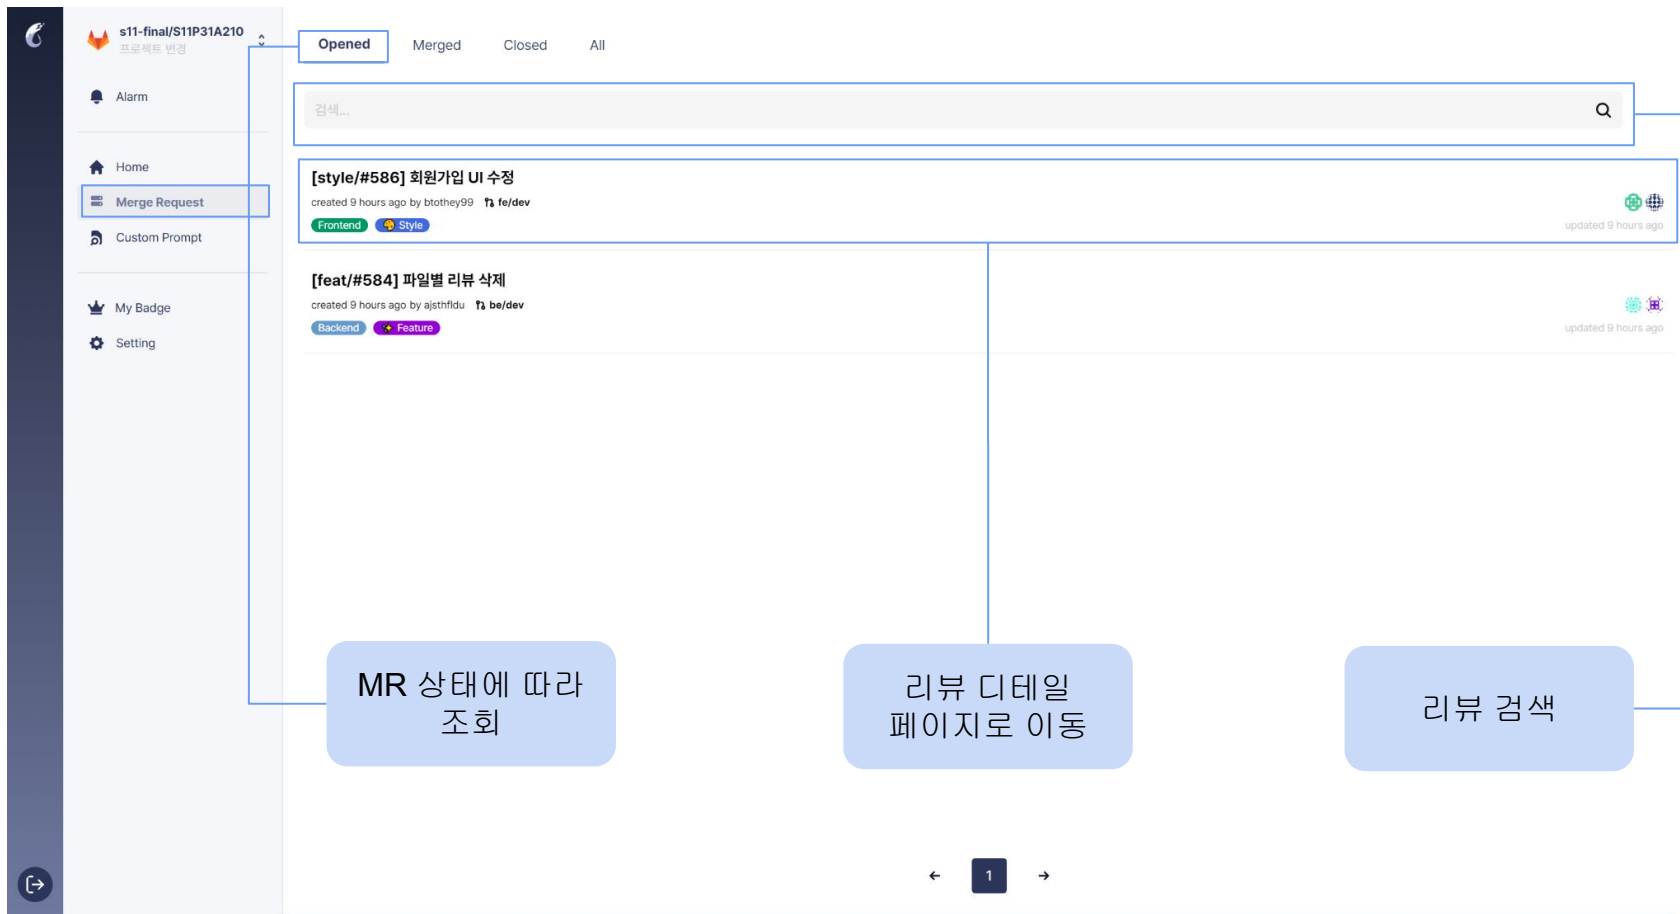 s11-final/S11P31A210
프로젝트 변경
Alarm
Home
Merge Request
Custom Prompt
My Badge
Setting
Opened Merged Closed All
검색...
[style/#586] 회원가입 UI 수정
created 9 hours ago by btothey99 fe/dev
Frontend Style
updated 9 hours ago
[feat/#584] 파일별 리뷰 삭제
created 9 hours ago by ajsthfldu be/dev
Backend Feature
updated 9 hours ago
MR 상태에 따라
조회
리뷰 디테일
페이지로 이동
리뷰 검색
1